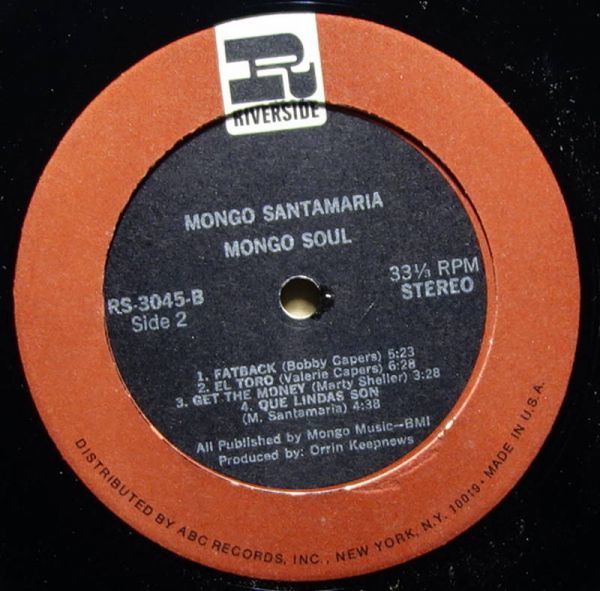 RIVERSIDE
MONGO SANTAMARIA
MONGO SOUL
RS-3045-B
Side 2
33⅓ RPM
STEREO
1. FATBACK (Bobby Capers) 5:23
2. EL TORO (Valerie Capers) 6:28
3. GET THE MONEY (Marty Sheller) 3:28
4. QUE LINDAS SON
(M. Santamaria) 4:38
All Published by Mongo Music—BMI
Produced by: Orrin Keepnews
DISTRIBUTED BY ABC RECORDS, INC., NEW YORK, N.Y. 10019 • MADE IN U.S.A.